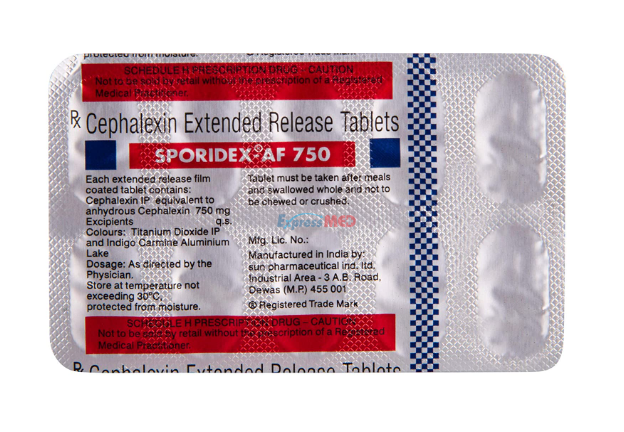 protected from moisture.
® Registered Trade Mark
SCHEDULE H PRESCRIPTION DRUG - CAUTION
Not to be sold by retail without the prescription of a Registered
Medical Practitioner.
Rx Cephalexin Extended Release Tablets
SPORIDEX®-AF 750
Each extended release film
coated tablet contains:
Cephalexin IP equivalent to
anhydrous Cephalexin 750 mg
Excipients q.s.
Colours: Titanium Dioxide IP
and Indigo Carmine Aluminium
Lake
Dosage: As directed by the
Physician.
Store at temperature not
exceeding 30°C,
protected from moisture.
Tablet must be taken after meals
and swallowed whole and not to
be chewed or crushed.
ExpressMED
Mfg. Lic. No.:
Manufactured in India by:
sun pharmaceutical ind. ltd.
Industrial Area - 3 A.B. Road,
Dewas (M.P.) 455 001
® Registered Trade Mark
SCHEDULE H PRESCRIPTION DRUG - CAUTION
Not to be sold by retail without the prescription of a Registered
Medical Practitioner
Rx Cephalexin Extended Release Tablets